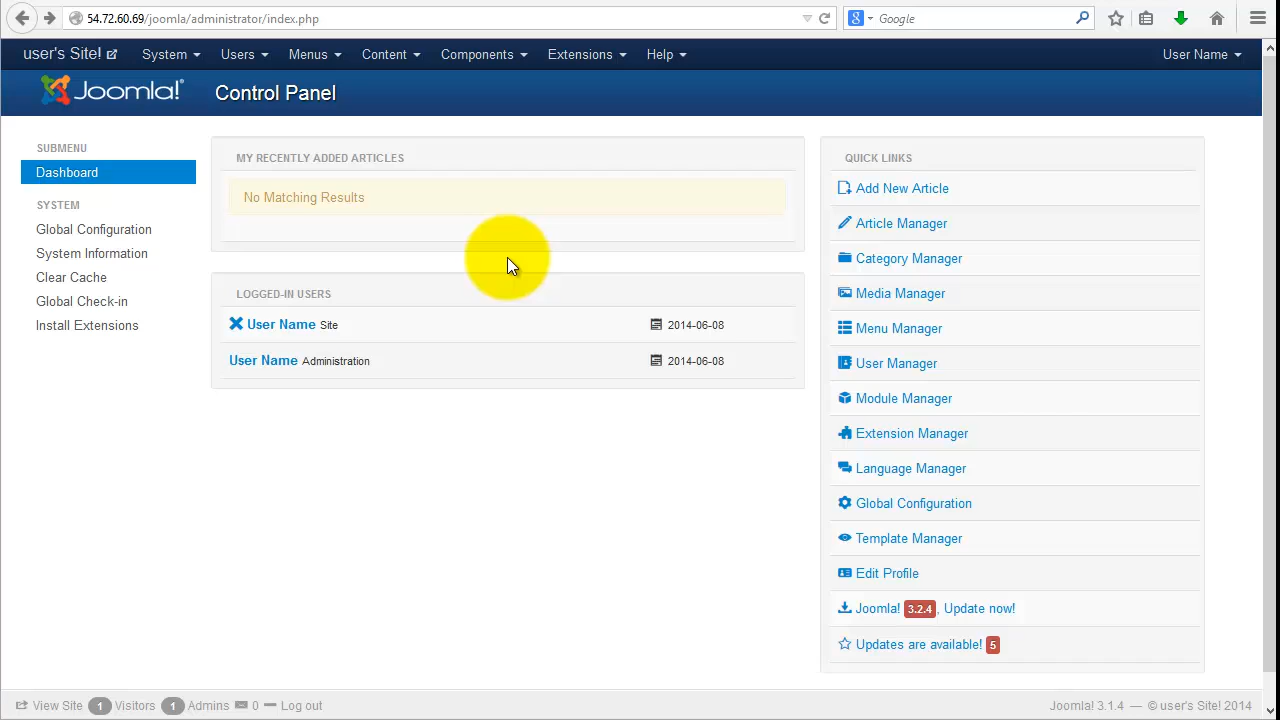 54.72.60.69/joomla/administrator/index.php
Google
user's Site! System Users Menus Content Components Extensions Help User Name
Joomla!® Control Panel
SUBMENU
Dashboard
SYSTEM
Global Configuration
System Information
Clear Cache
Global Check-in
Install Extensions
MY RECENTLY ADDED ARTICLES
No Matching Results
LOGGED-IN USERS
User Name Site 2014-06-08
User Name Administration 2014-06-08
QUICK LINKS
Add New Article
Article Manager
Category Manager
Media Manager
Menu Manager
User Manager
Module Manager
Extension Manager
Language Manager
Global Configuration
Template Manager
Edit Profile
Joomla! 3.2.4, Update now!
Updates are available! 5
View Site 1 Visitors 1 Admins 0 Log out Joomla! 3.1.4 — © user's Site! 2014